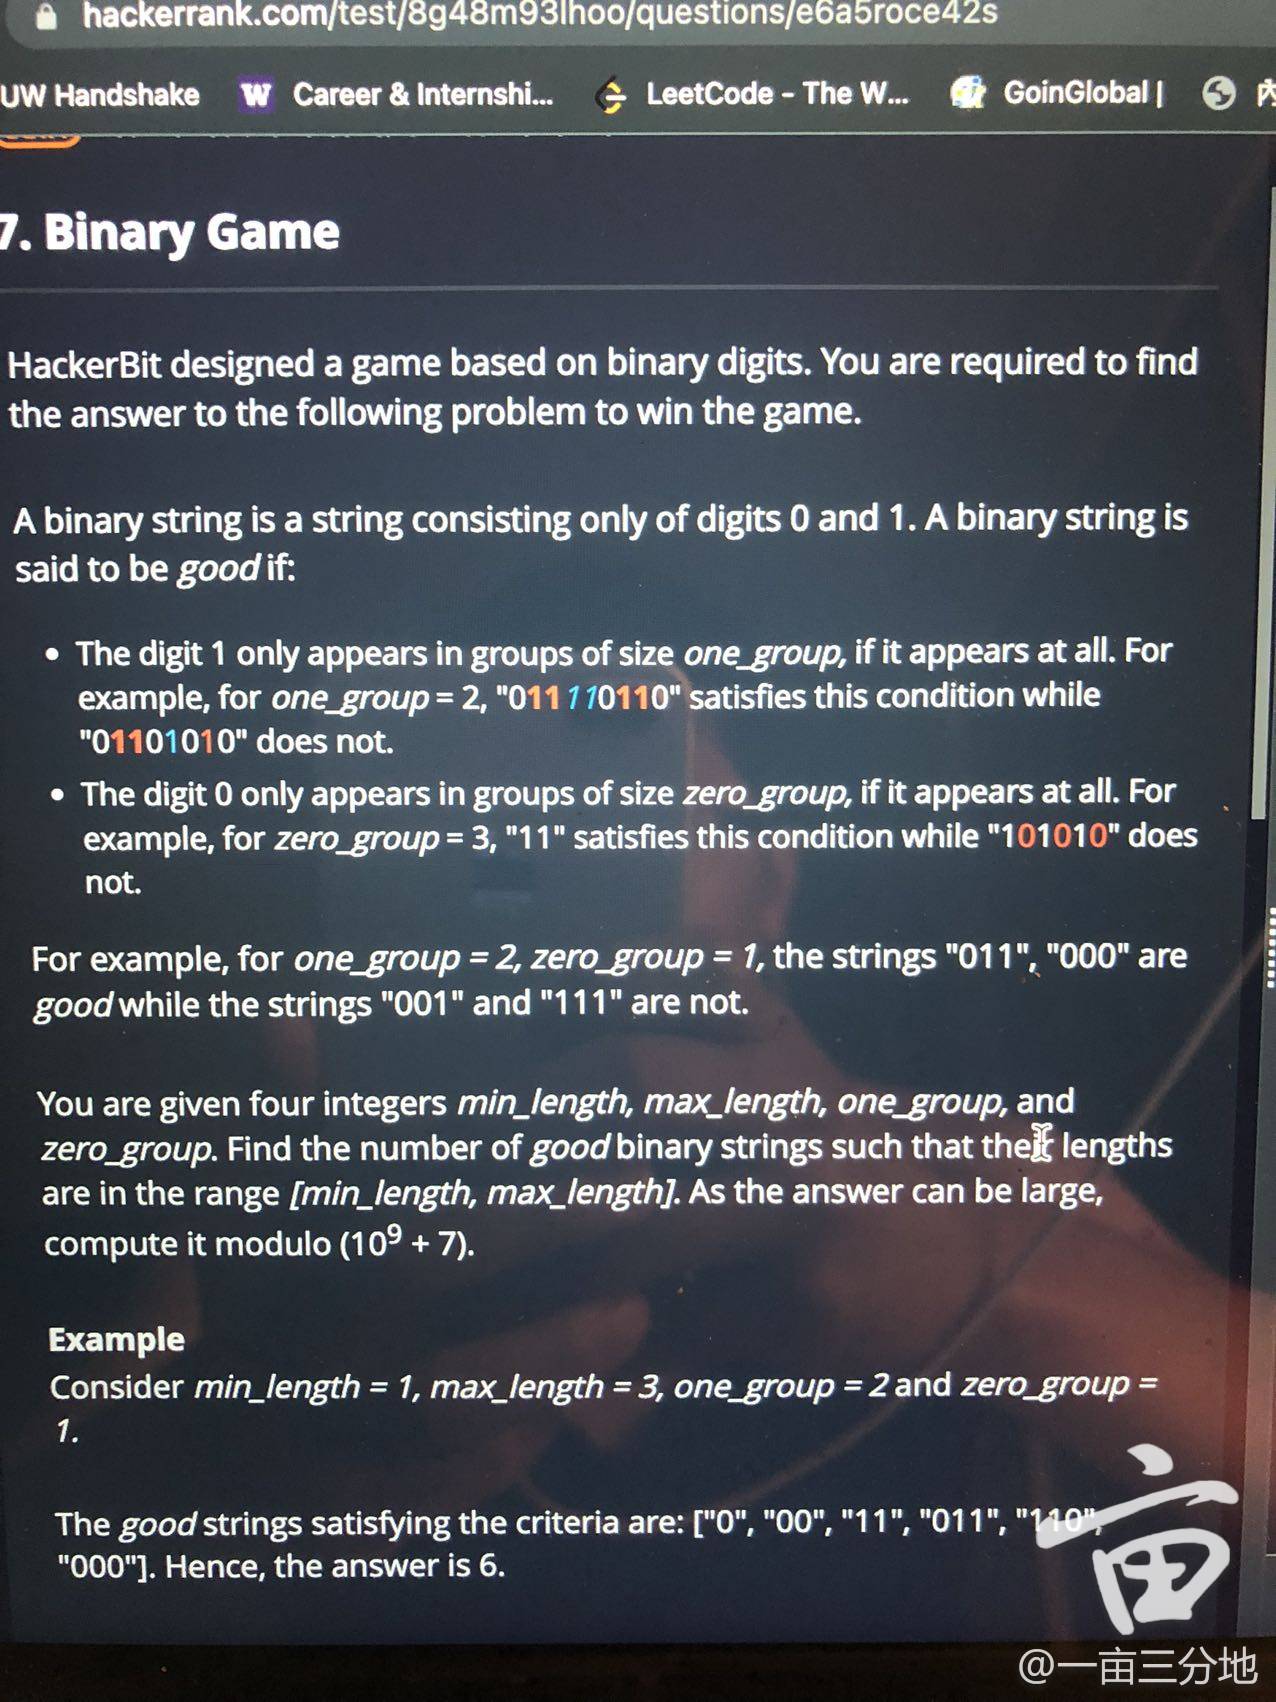 hackerrank.com/test/8g48m93lhoo/questions/e6a5roce42s
UW Handshake W Career & Internshi... LeetCode - The W... GoinGlobal | 内
7. Binary Game
HackerBit designed a game based on binary digits. You are required to find
the answer to the following problem to win the game.
A binary string is a string consisting only of digits 0 and 1. A binary string is
said to be good if:
• The digit 1 only appears in groups of size one_group, if it appears at all. For
example, for one_group = 2, "011110110" satisfies this condition while
"01101010" does not.
• The digit 0 only appears in groups of size zero_group, if it appears at all. For
example, for zero_group = 3, "11" satisfies this condition while "101010" does
not.
For example, for one_group = 2, zero_group = 1, the strings "011", "000" are
good while the strings "001" and "111" are not.
You are given four integers min_length, max_length, one_group, and
zero_group. Find the number of good binary strings such that their lengths
are in the range [min_length, max_length]. As the answer can be large,
compute it modulo (10⁹ + 7).
Example
Consider min_length = 1, max_length = 3, one_group = 2 and zero_group =
1.
The good strings satisfying the criteria are: ["0", "00", "11", "011", "110",
"000"]. Hence, the answer is 6.
亩
@一亩三分地